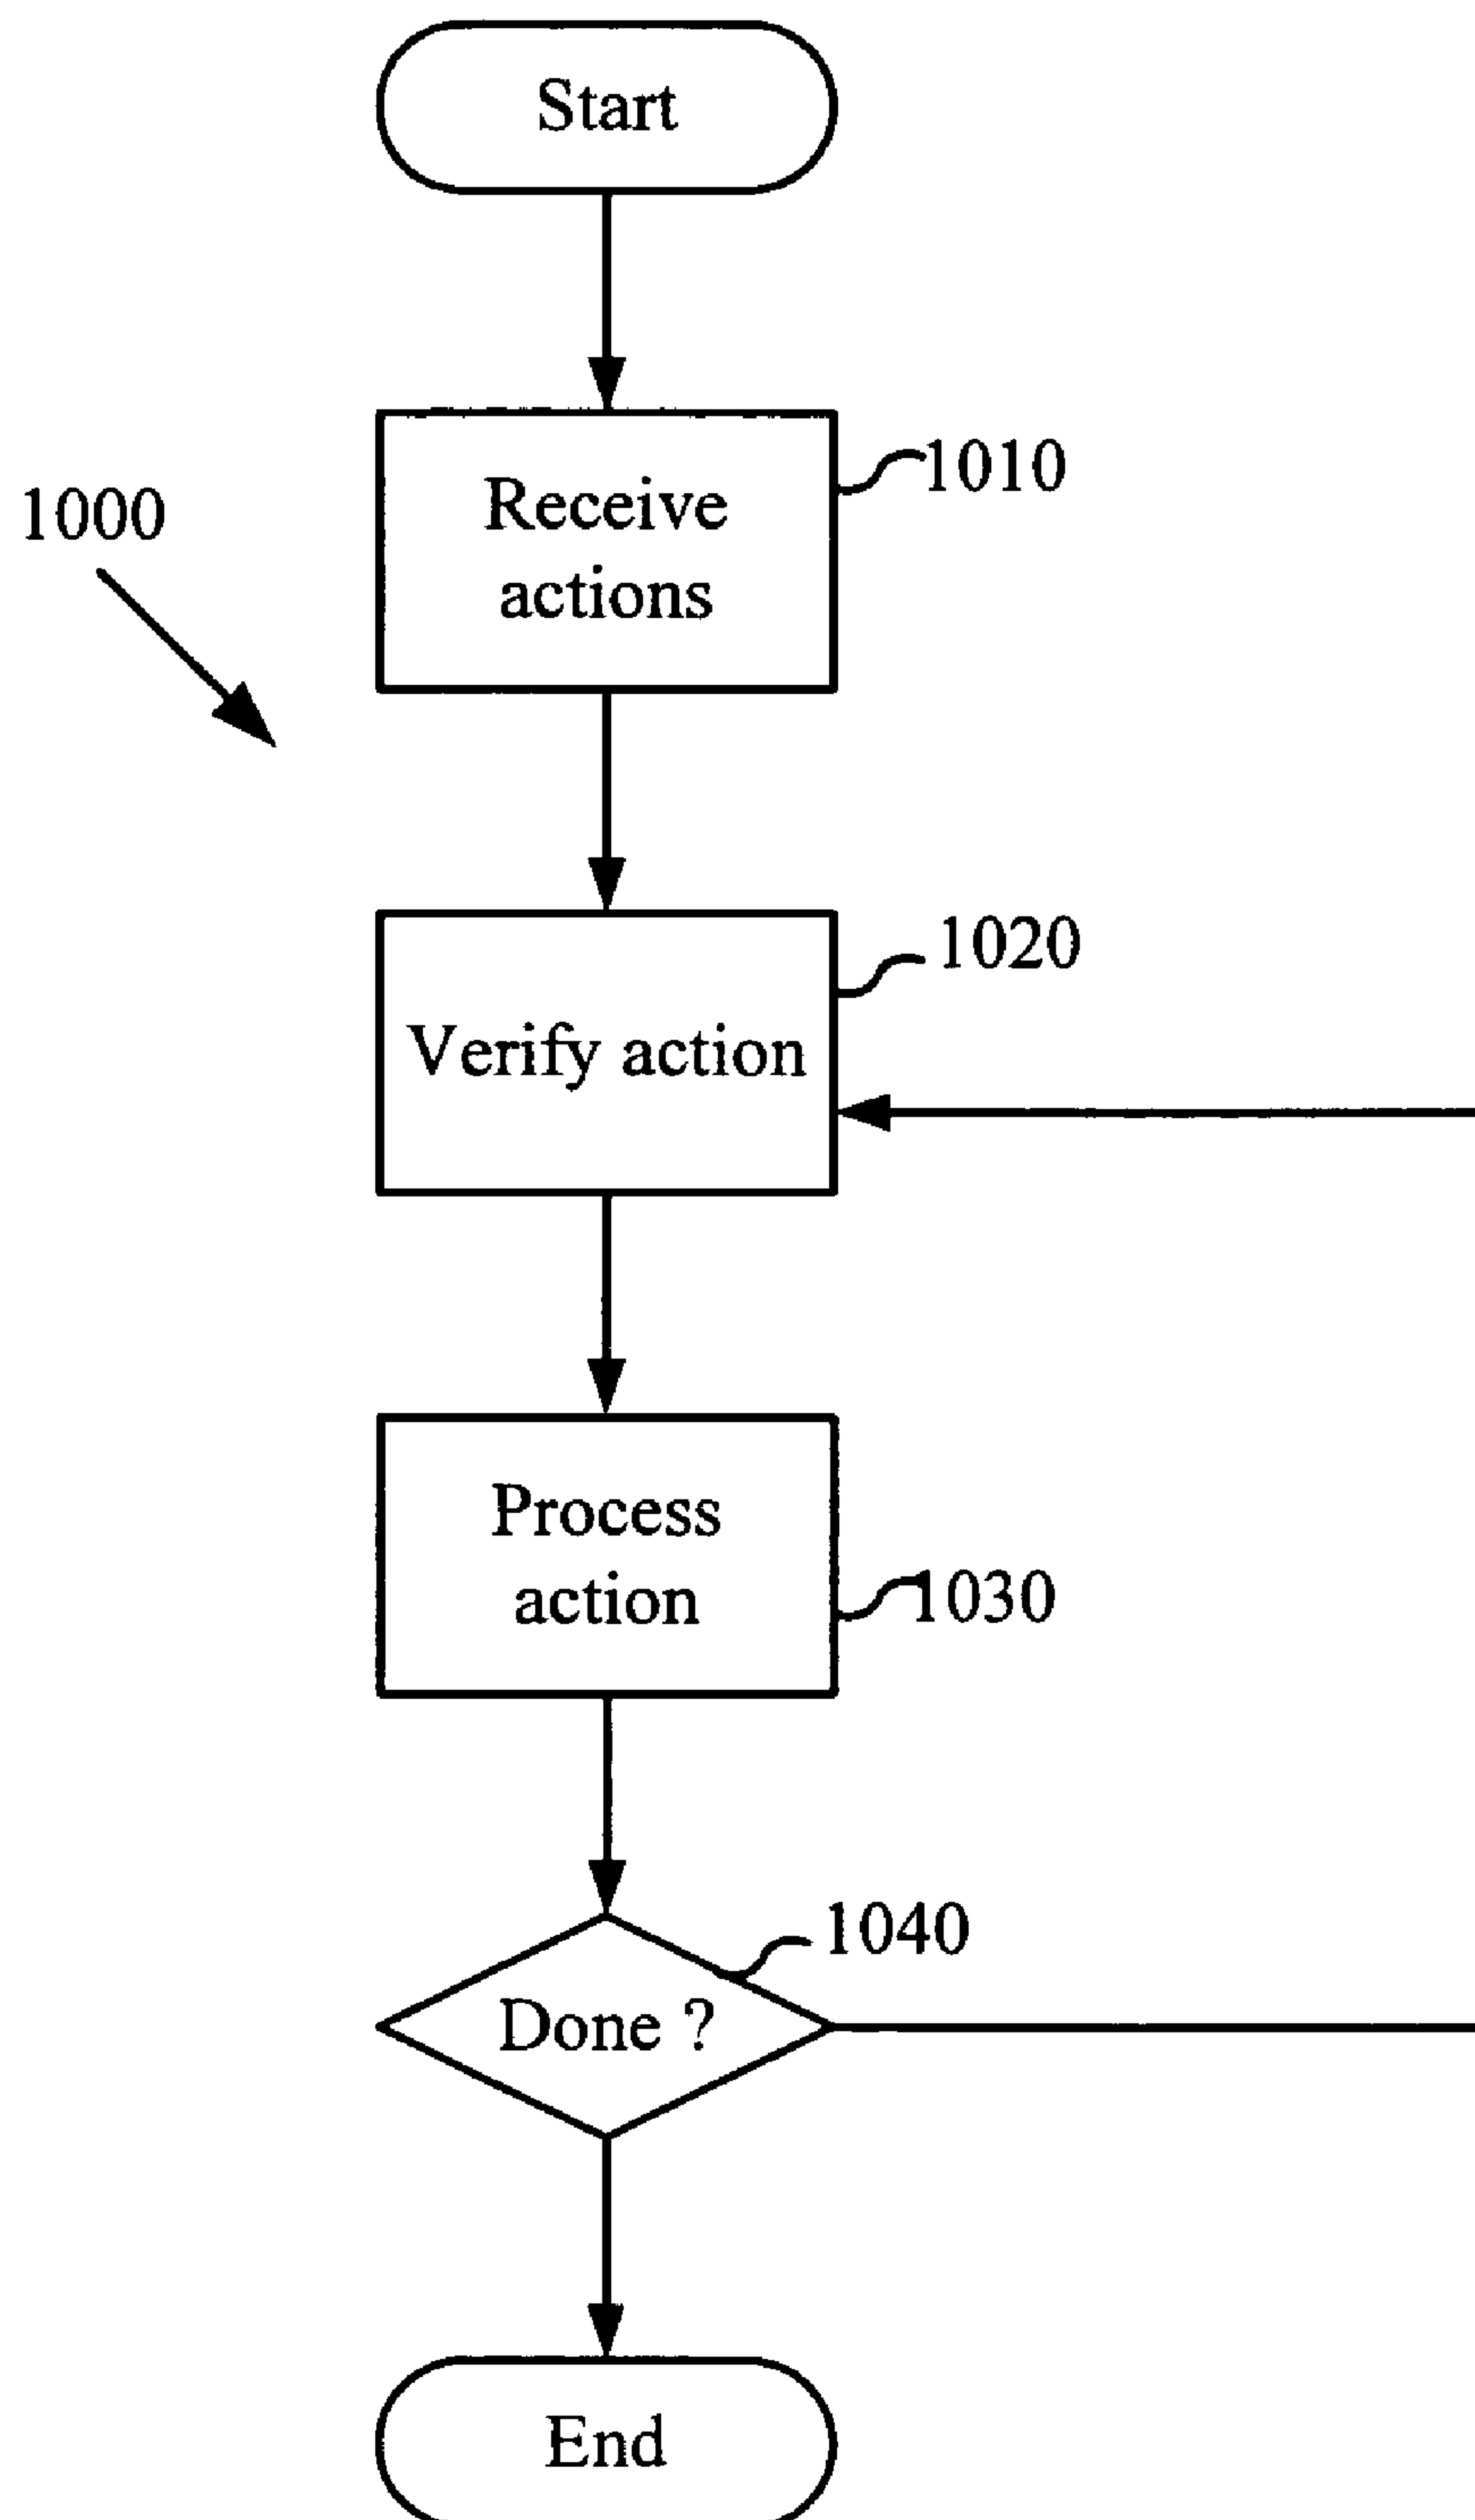 Start
1010
1000
Receive
actions
1020
Verify action
Process
action
1030
1040
Done ?
End